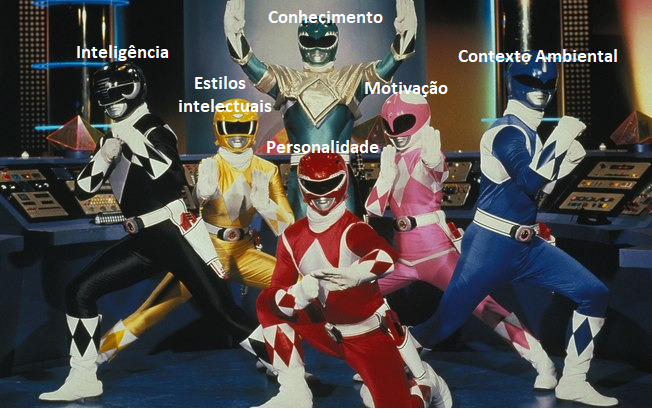 Conhecimento
Inteligência
Contexto Ambiental
Estilos
intelectuais
Motivação
Personalidade